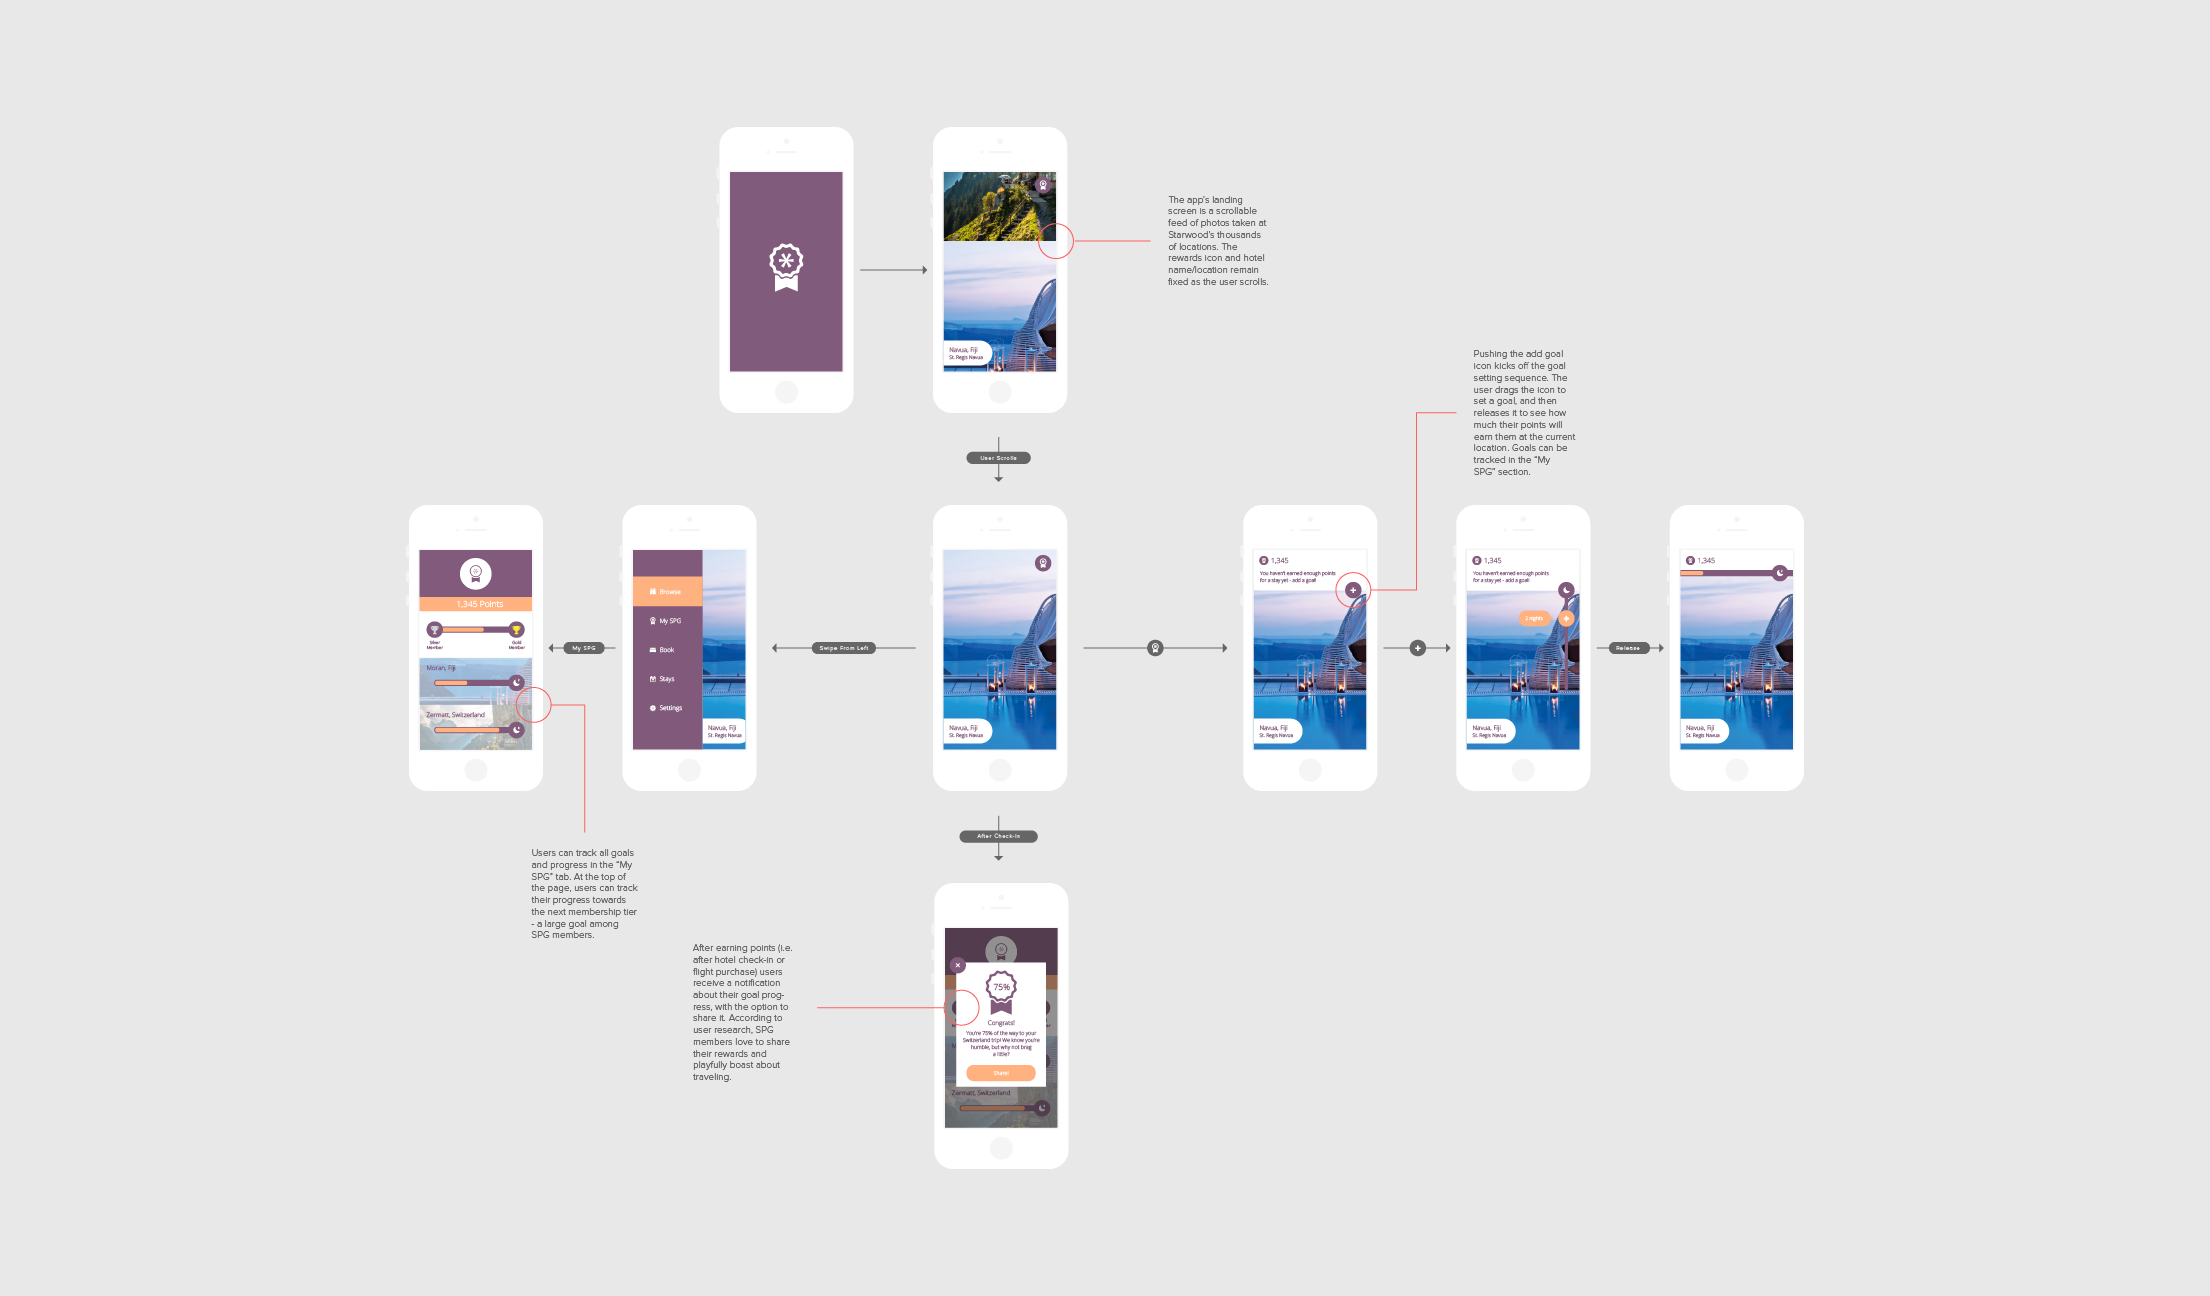 The app's landing
screen is a scrollable
feed of photos taken at
Starwood's thousands
of locations. The
rewards icon and hotel
name/location remain
fixed as the user scrolls.
Navua, Fiji
St. Regis Navua
Pushing the add goal
icon kicks off the goal
setting sequence. The
user drags the icon to
set a goal, and then
releases it to see how
much their points will
earn them at the current
location. Goals can be
tracked in the “My
SPG” section.
User Scrolls
1,345 Points
Silver
Member
Gold
Member
Moran, Fiji
Zermatt, Switzerland
My SPG
Browse
My SPG
Book
Stays
Settings
Navua, Fiji
St. Regis Navua
Swipe From Left
Navua, Fiji
St. Regis Navua
1,345
You haven't earned enough points
for a stay yet - add a goal!
Navua, Fiji
St. Regis Navua
1,345
You haven't earned enough points
for a stay yet - add a goal!
2 nights
Navua, Fiji
St. Regis Navua
Release
1,345
Navua, Fiji
St. Regis Navua
After Check-in
Users can track all goals
and progress in the “My
SPG” tab. At the top of
the page, users can track
their progress towards
the next membership tier
- a large goal among
SPG members.
After earning points (i.e.
after hotel check-in or
flight purchase) users
receive a notification
about their goal prog-
ress, with the option to
share it. According to
user research, SPG
members love to share
their rewards and
playfully boast about
traveling.
75%
Congrats!
You're 75% of the way to your
Switzerland trip! We know you're
humble, but why not brag
a little?
Zermatt, Switzerland